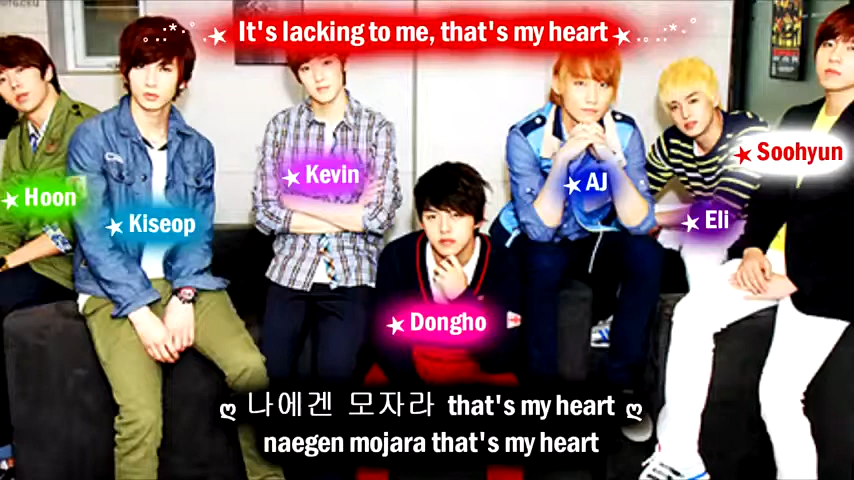 It's lacking to me, that's my heart
Hoon
Kiseop
Kevin
Dongho
AJ
Eli
Soohyun
나에겐 모자라 that's my heart
naegen mojara that's my heart